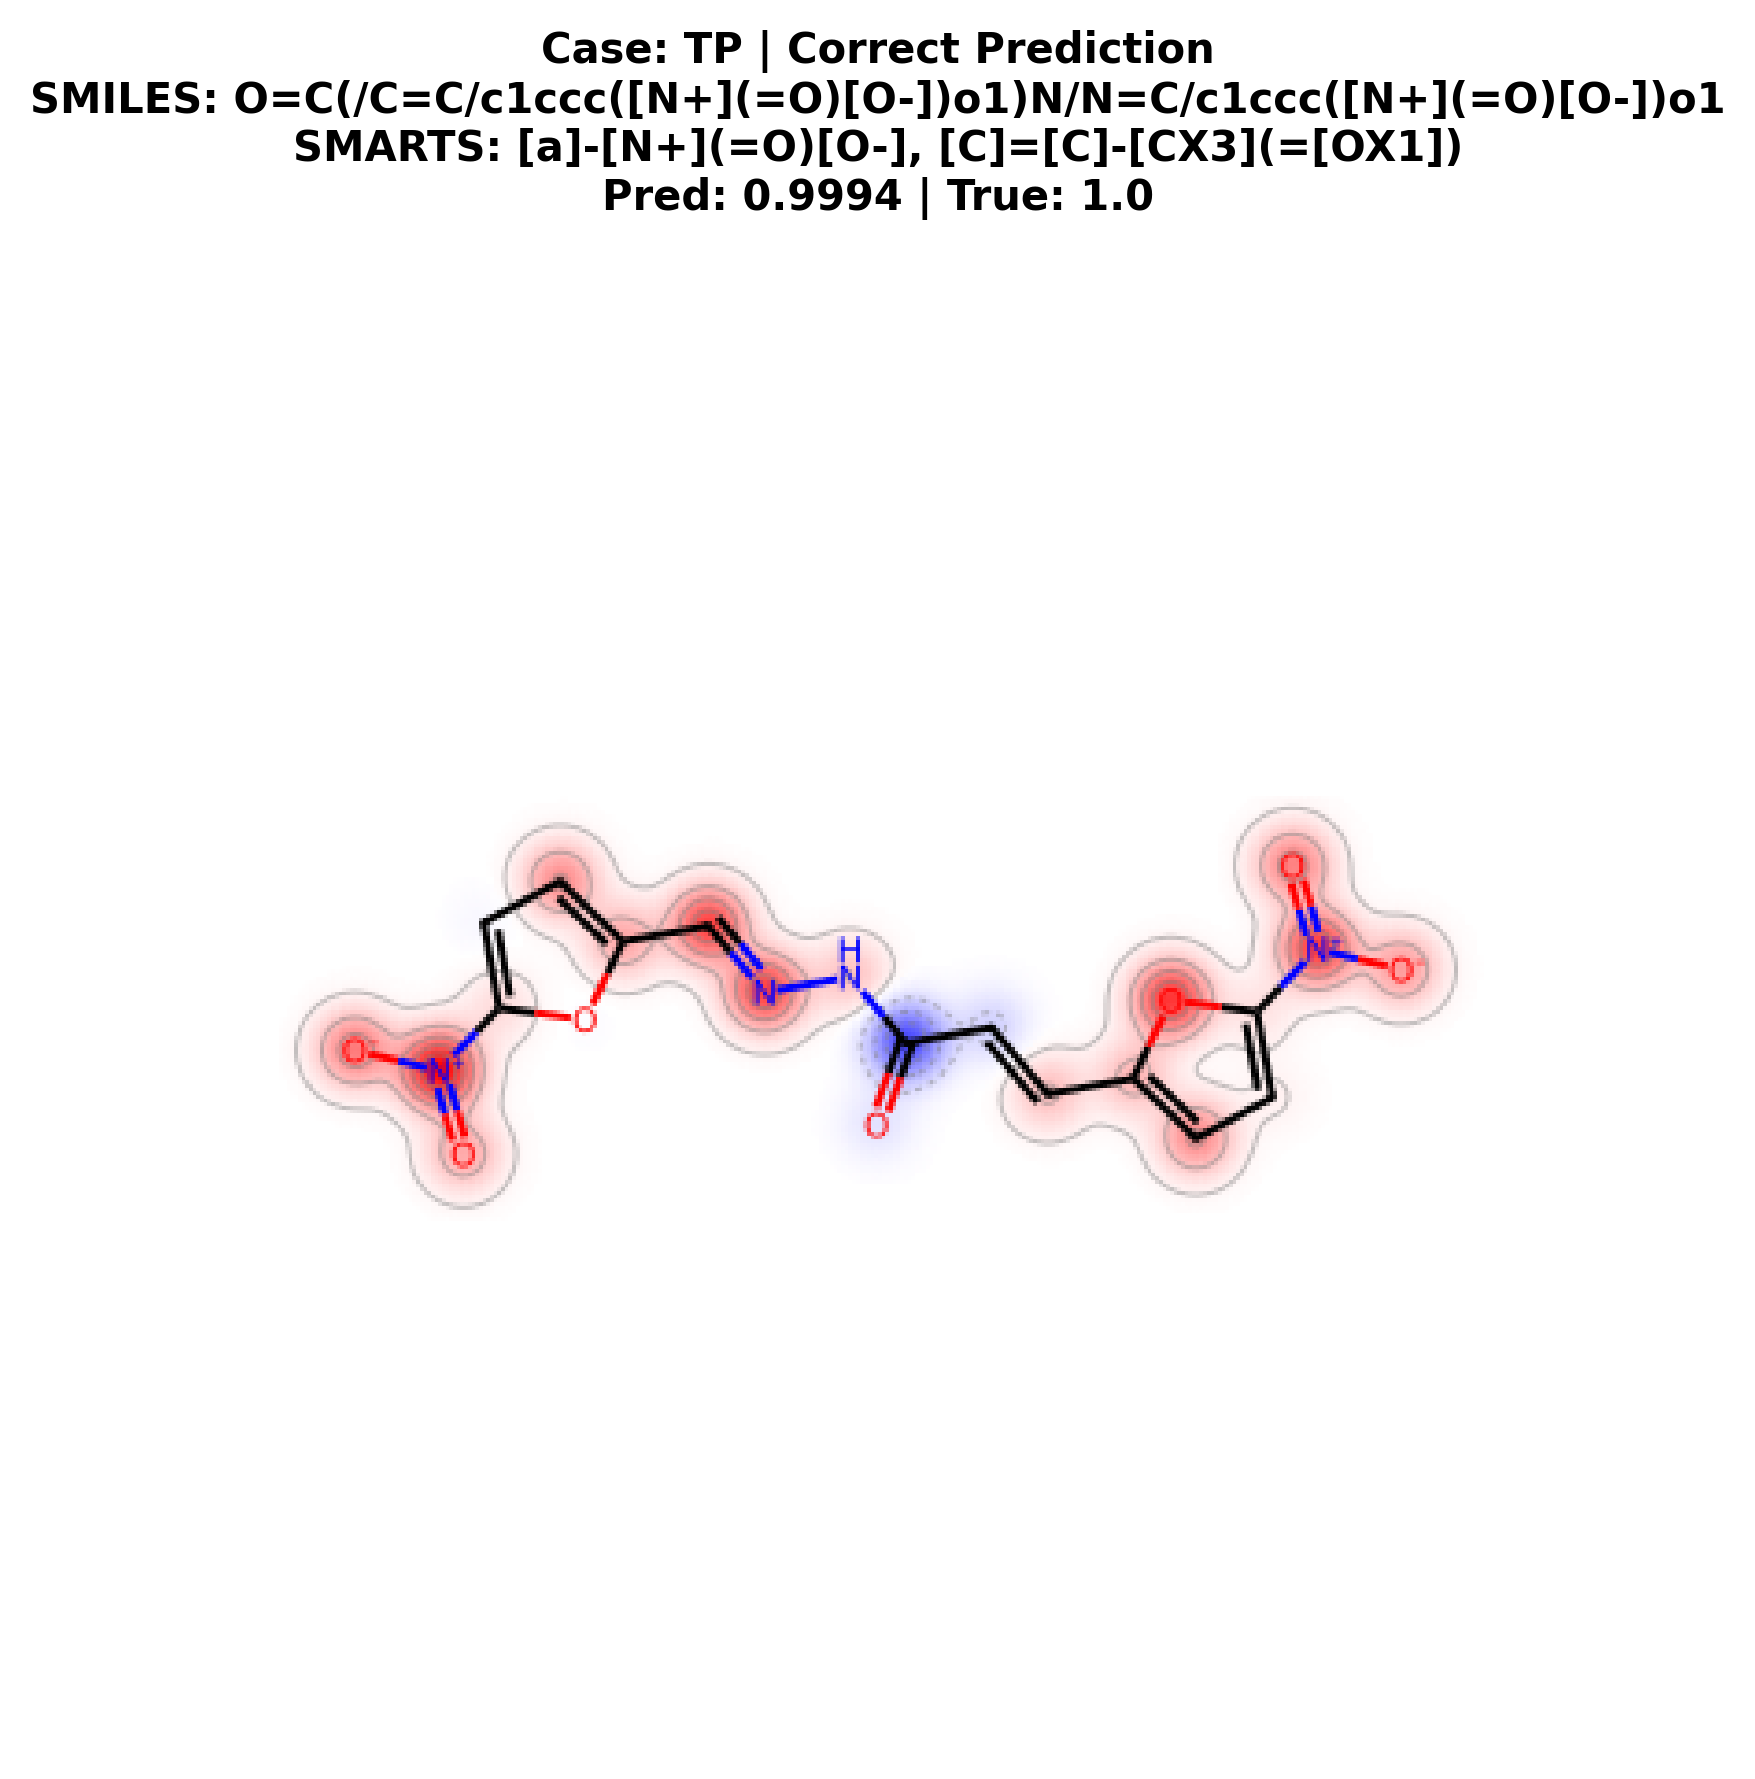 Case: TP | Correct Prediction
SMILES: O=C(/C=C/c1ccc([N+](=O)[O-])o1)N/N=C/c1ccc([N+](=O)[O-])o1
SMARTS: [a]-[N+](=O)[O-], [C]=[C]-[CX3](=[OX1])
Pred: 0.9994 | True: 1.0
O
N+
O-
H
N
N
O
O-
N+
O
O
O